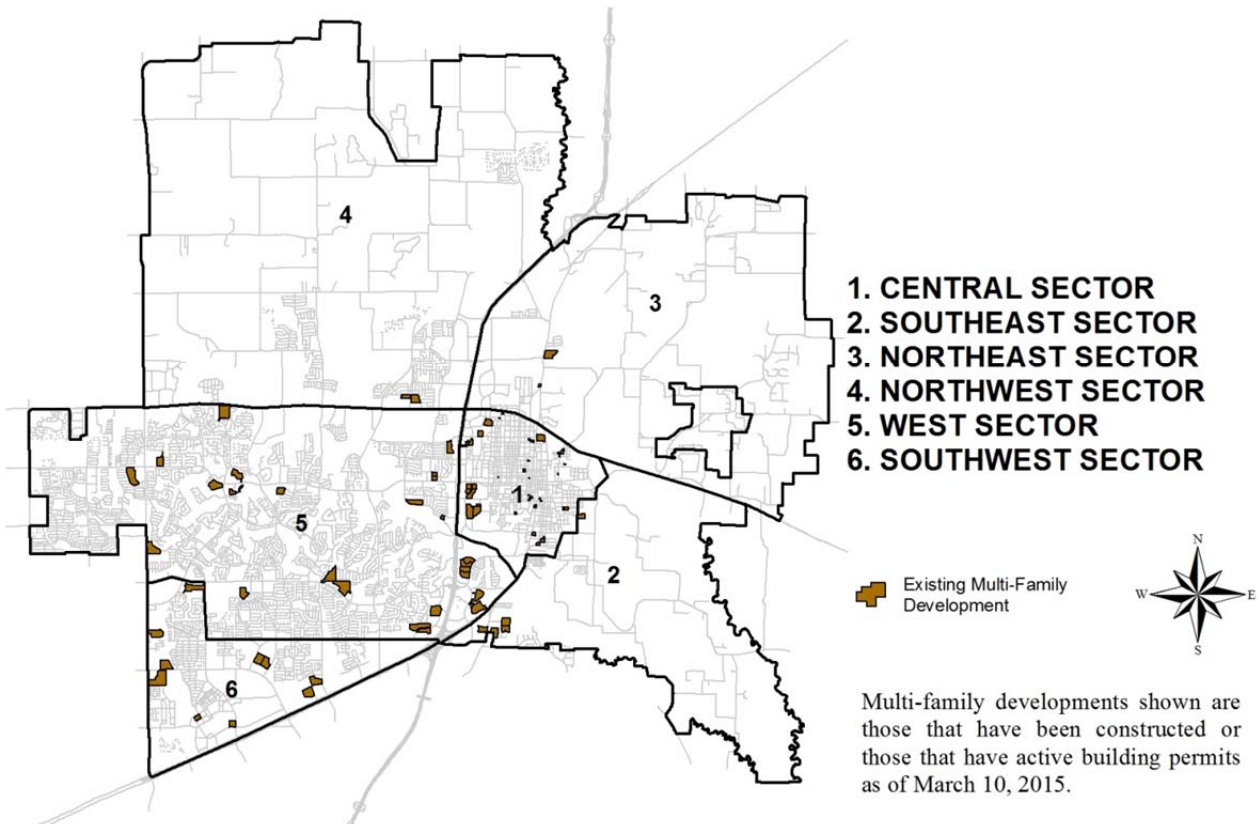 4
3
1
5
2
6
1. CENTRAL SECTOR
2. SOUTHEAST SECTOR
3. NORTHEAST SECTOR
4. NORTHWEST SECTOR
5. WEST SECTOR
6. SOUTHWEST SECTOR
Existing Multi-Family
Development
N
W E
S
Multi-family developments shown are
those that have been constructed or
those that have active building permits
as of March 10, 2015.